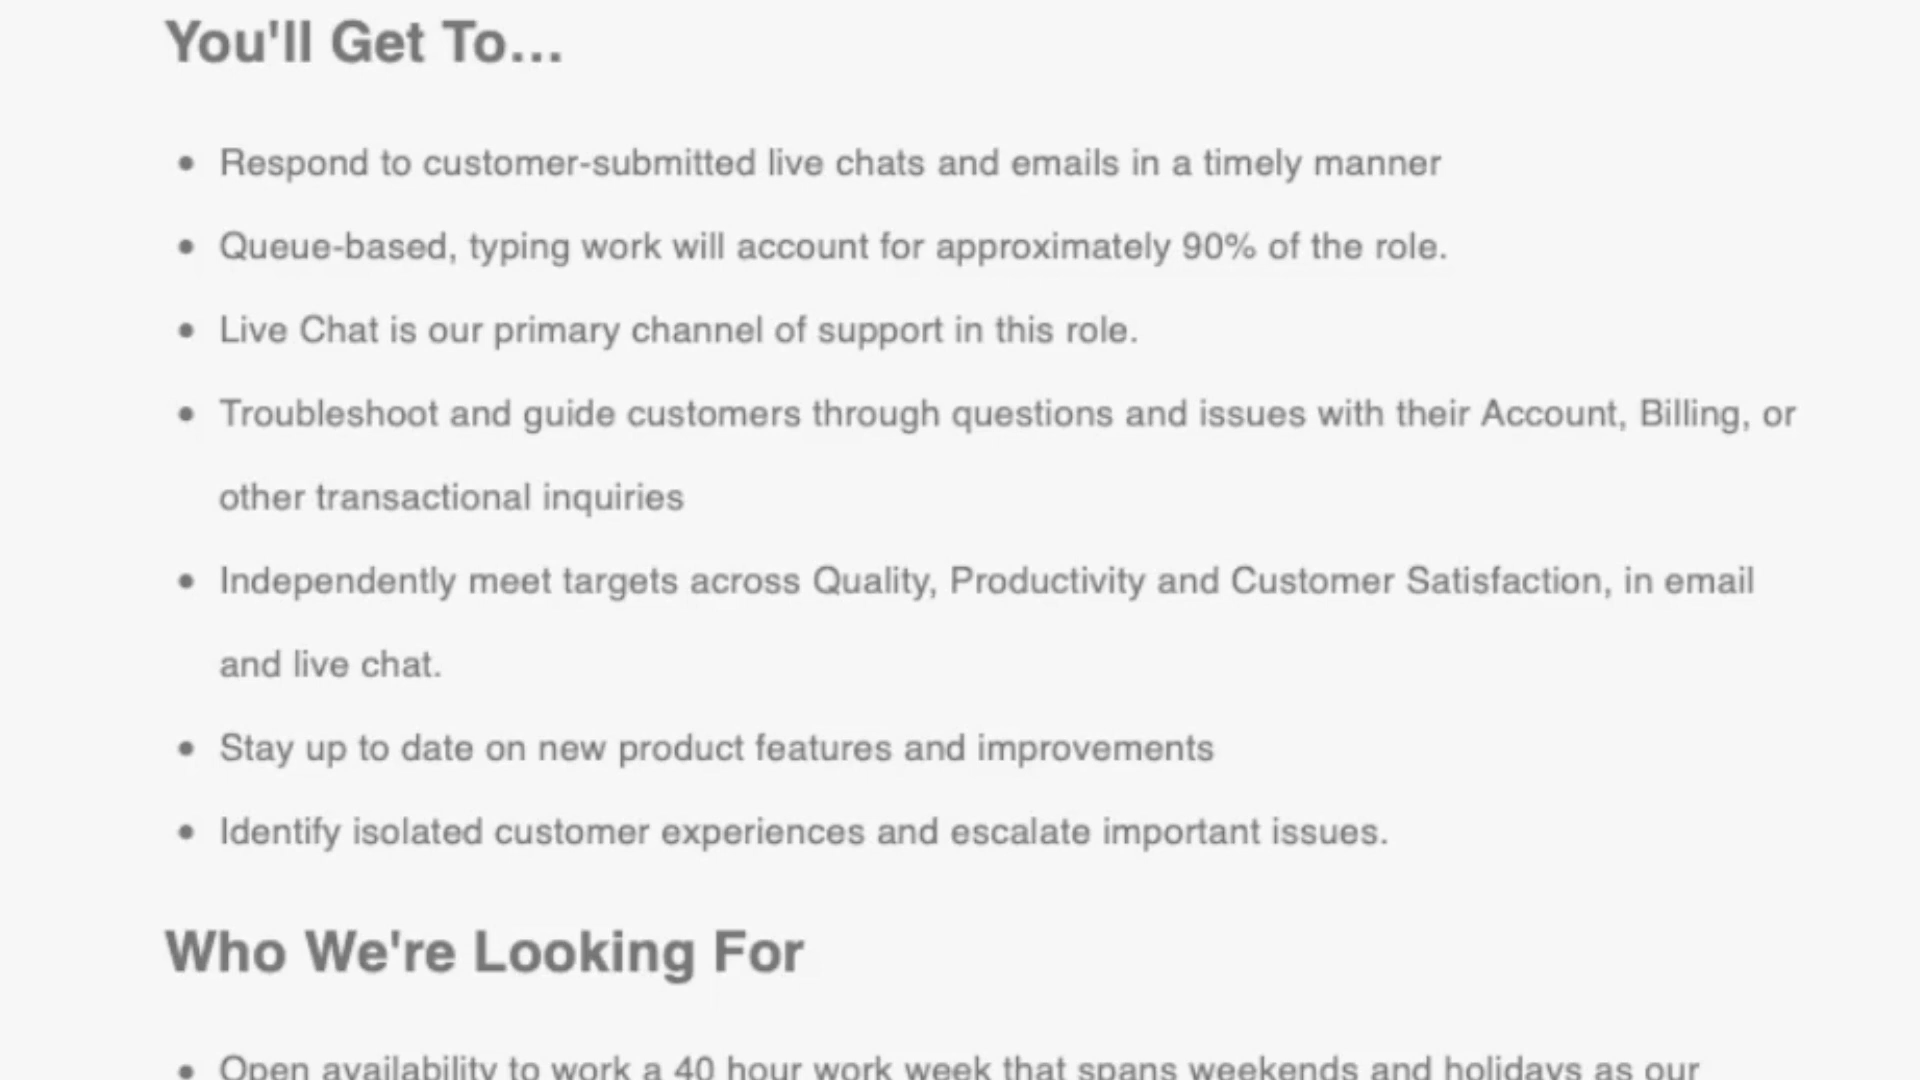 You'll Get To...
• Respond to customer-submitted live chats and emails in a timely manner
• Queue-based, typing work will account for approximately 90% of the role.
• Live Chat is our primary channel of support in this role.
• Troubleshoot and guide customers through questions and issues with their Account, Billing, or
other transactional inquiries
• Independently meet targets across Quality, Productivity and Customer Satisfaction, in email
and live chat.
• Stay up to date on new product features and improvements
• Identify isolated customer experiences and escalate important issues.
Who We're Looking For
• Open availability to work a 40 hour work week that spans weekends and holidays as our